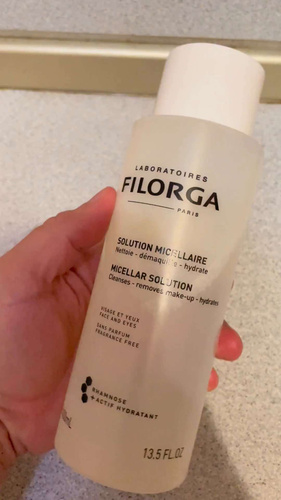 LABORATOIRES
FILORGA
PARIS
SOLUTION MICELLAIRE
Nettoie - démaquille - hydrate
MICELLAR SOLUTION
Cleanses - removes make-up - hydrates
VISAGE ET YEUX
FACE AND EYES
SANS PARFUM
FRAGRANCE FREE
RHAMNOSE
+ ACTIF HYDRATANT
13.5 FL.OZ